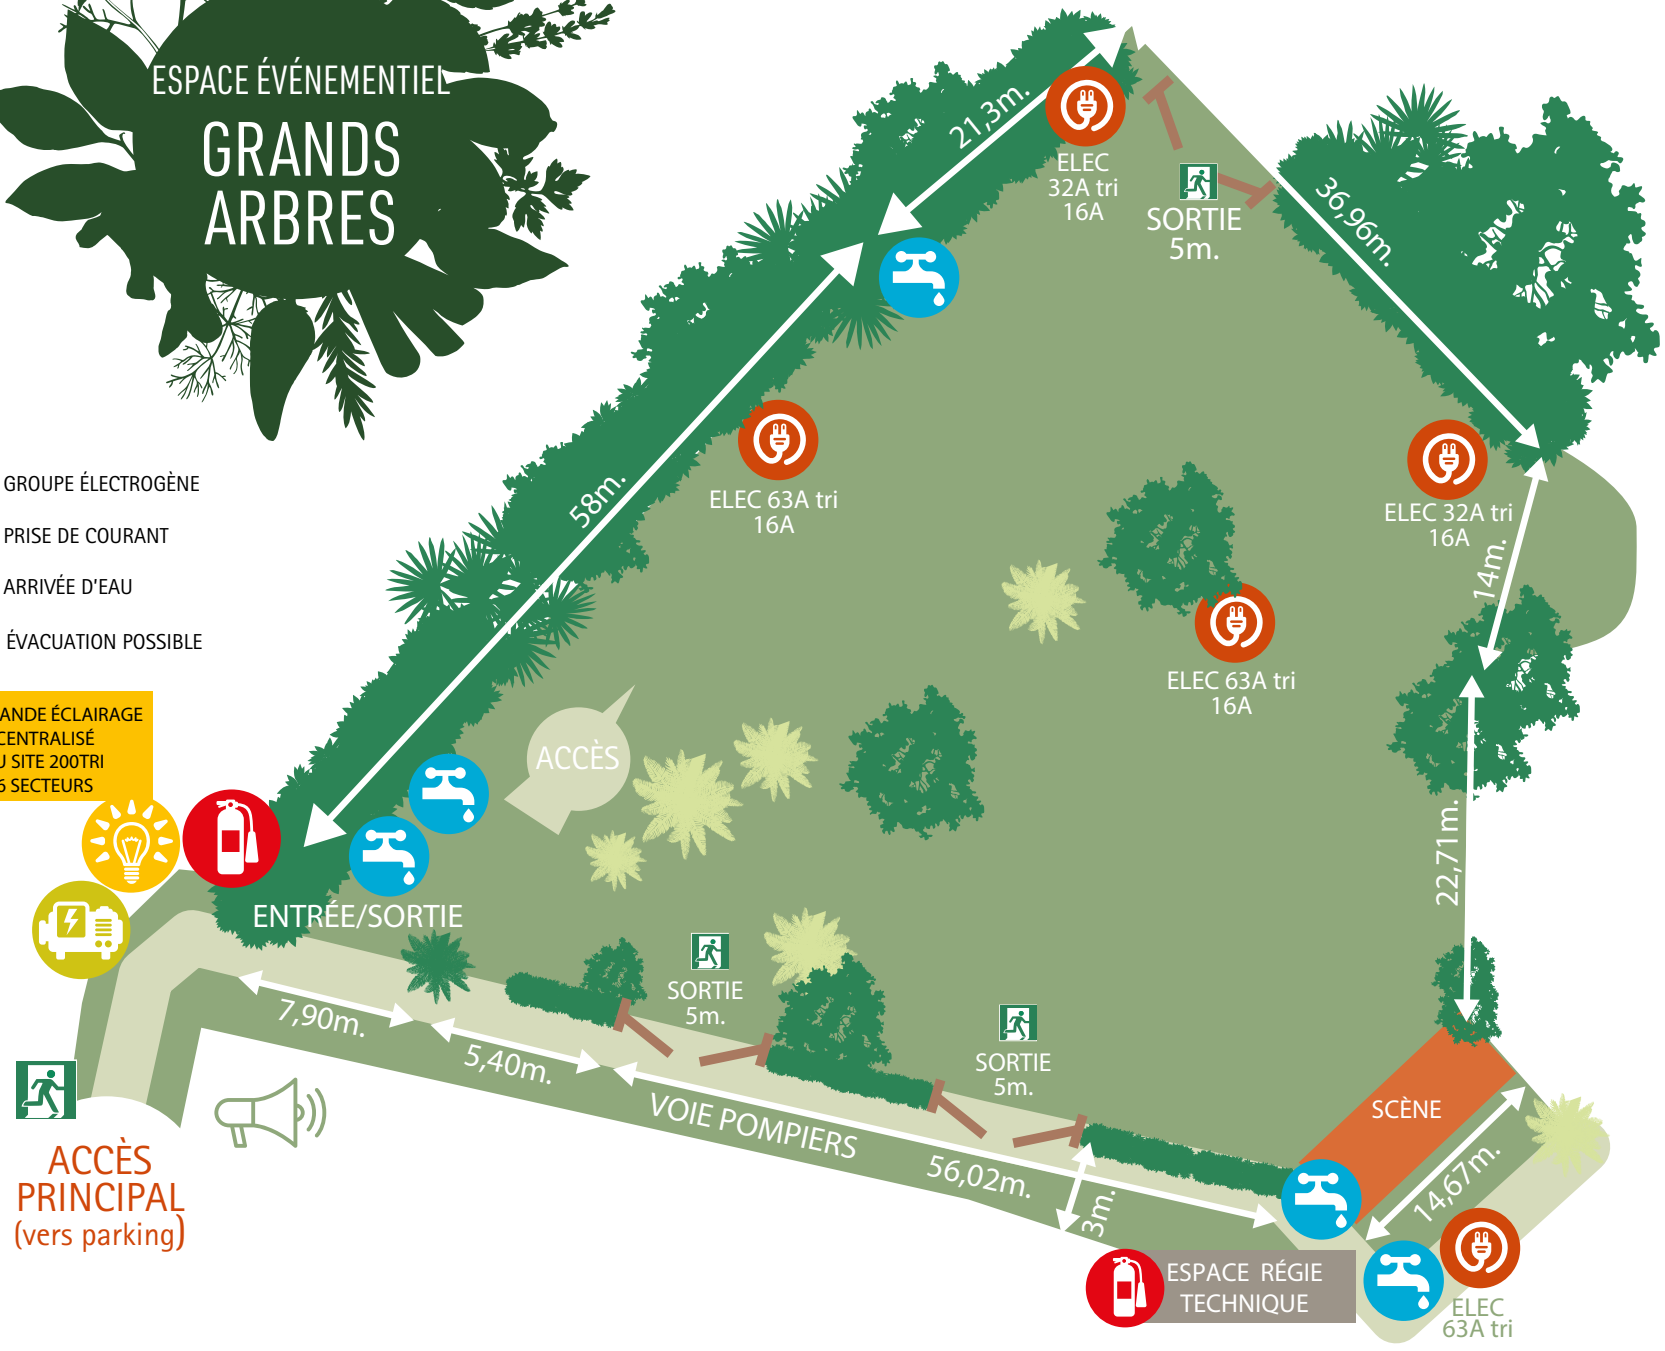 ESPACE ÉVÉNEMENTIEL
GRANDS
ARBRES
21,3m.
ELEC
32A tri
16A
SORTIE
5m.
36,96m.
58m.
ELEC 63A tri
16A
ELEC 32A tri
16A
14m.
GROUPE ÉLECTROGÈNE
PRISE DE COURANT
ARRIVÉE D'EAU
ÉVACUATION POSSIBLE
ELEC 63A tri
16A
ANDE ÉCLAIRAGE
CENTRALISÉ
U SITE 200TRI
6 SECTEURS
ACCÈS
22,71m.
ENTRÉE/SORTIE
SORTIE
5m.
7,90m.
5,40m.
SORTIE
5m.
VOIE POMPIERS
56,02m.
3m.
SCÈNE
14,67m.
ACCÈS
PRINCIPAL
(vers parking)
ESPACE RÉGIE
TECHNIQUE
ELEC
63A tri